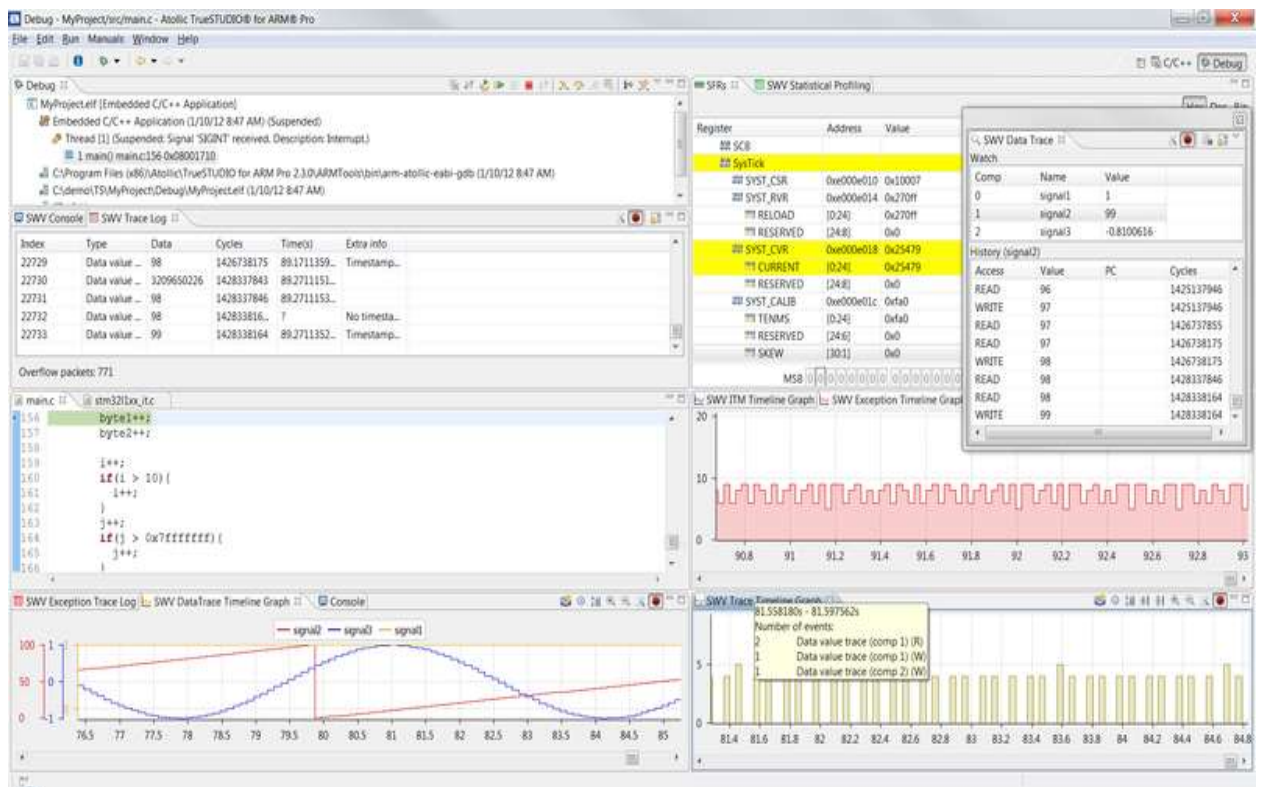 Debug - MyProject/src/main.c - Atollic TrueSTUDIO® for ARM® Pro
File Edit Run Manuals Window Help
C/C++ Debug
Debug
MyProject.elf [Embedded C/C++ Application]
Embedded C/C++ Application (1/10/12 8:47 AM) (Suspended)
Thread [1] (Suspended: Signal 'SIGINT' received. Description: Interrupt.)
1 main() main.c:156 0x08001710
C:\Program Files (x86)\Atollic\TrueSTUDIO for ARM Pro 2.3.0\ARMTools\bin\arm-atollic-eabi-gdb (1/10/12 8:47 AM)
C:\demo\TS\MyProject\Debug\MyProject.elf (1/10/12 8:47 AM)
SWV Console SWV Trace Log
Index Type Data Cycles Time(s) Extra info
22729 Data value ... 98 1426738175 89.1711359... Timestamp...
22730 Data value ... 3209650226 1428337843 89.2711151...
22731 Data value ... 98 1428337846 89.2711153...
22732 Data value ... 98 142833816... ? No timesta...
22733 Data value ... 99 1428338164 89.2711352... Timestamp...
Overflow packets: 771
main.c stm32l1xx_it.c
156 byte1++;
157 byte2++;
158
159 i++;
160 if(i > 10){
161 i++;
162 }
163 j++;
164 if(j > 0x7fffffff){
165 j++;
166 }
SFRs SWV Statistical Profiling
Register Address Value
SCB
SysTick
SYST_CSR 0xe000e010 0x10007
SYST_RVR 0xe000e014 0x270ff
RELOAD [0:24] 0x270ff
RESERVED [24:8] 0x0
SYST_CVR 0xe000e018 0x25479
CURRENT [0:24] 0x25479
RESERVED [24:8] 0x0
SYST_CALIB 0xe000e01c 0xfa0
TENMS [0:24] 0xfa0
RESERVED [24:6] 0x0
SKEW [30:1] 0x0
MSB 0 0 0 0 0 0 0 0 0 0 0 0 0 0 0
SWV Data Trace
Watch
Comp Name Value
0 signal1 1
1 signal2 99
2 signal3 -0.8100616
History (signal2)
Access Value PC Cycles
READ 96 1425137946
WRITE 97 1425137946
READ 97 1426737855
READ 97 1426738175
WRITE 98 1426738175
READ 98 1428337846
READ 98 1428338164
WRITE 99 1428338164
SWV ITM Timeline Graph SWV Exception Timeline Grap
20
10
0
90.8 91 91.2 91.4 91.6 91.8 92 92.2 92.4 92.6 92.8 93
SWV Exception Trace Log SWV DataTrace Timeline Graph Console
signal2 signal3 signal1
100 1
50 0
0 -1
76.5 77 77.5 78 78.5 79 79.5 80 80.5 81 81.5 82 82.5 83 83.5 84 84.5 85
SWV Trace Timeline Graph
81.558180s - 81.597562s
Number of events:
2 Data value trace (comp 1) (R)
1 Data value trace (comp 1) (W)
1 Data value trace (comp 2) (W)
5
0
81.4 81.6 81.8 82 82.2 82.4 82.6 82.8 83 83.2 83.4 83.6 83.8 84 84.2 84.4 84.6 84.8